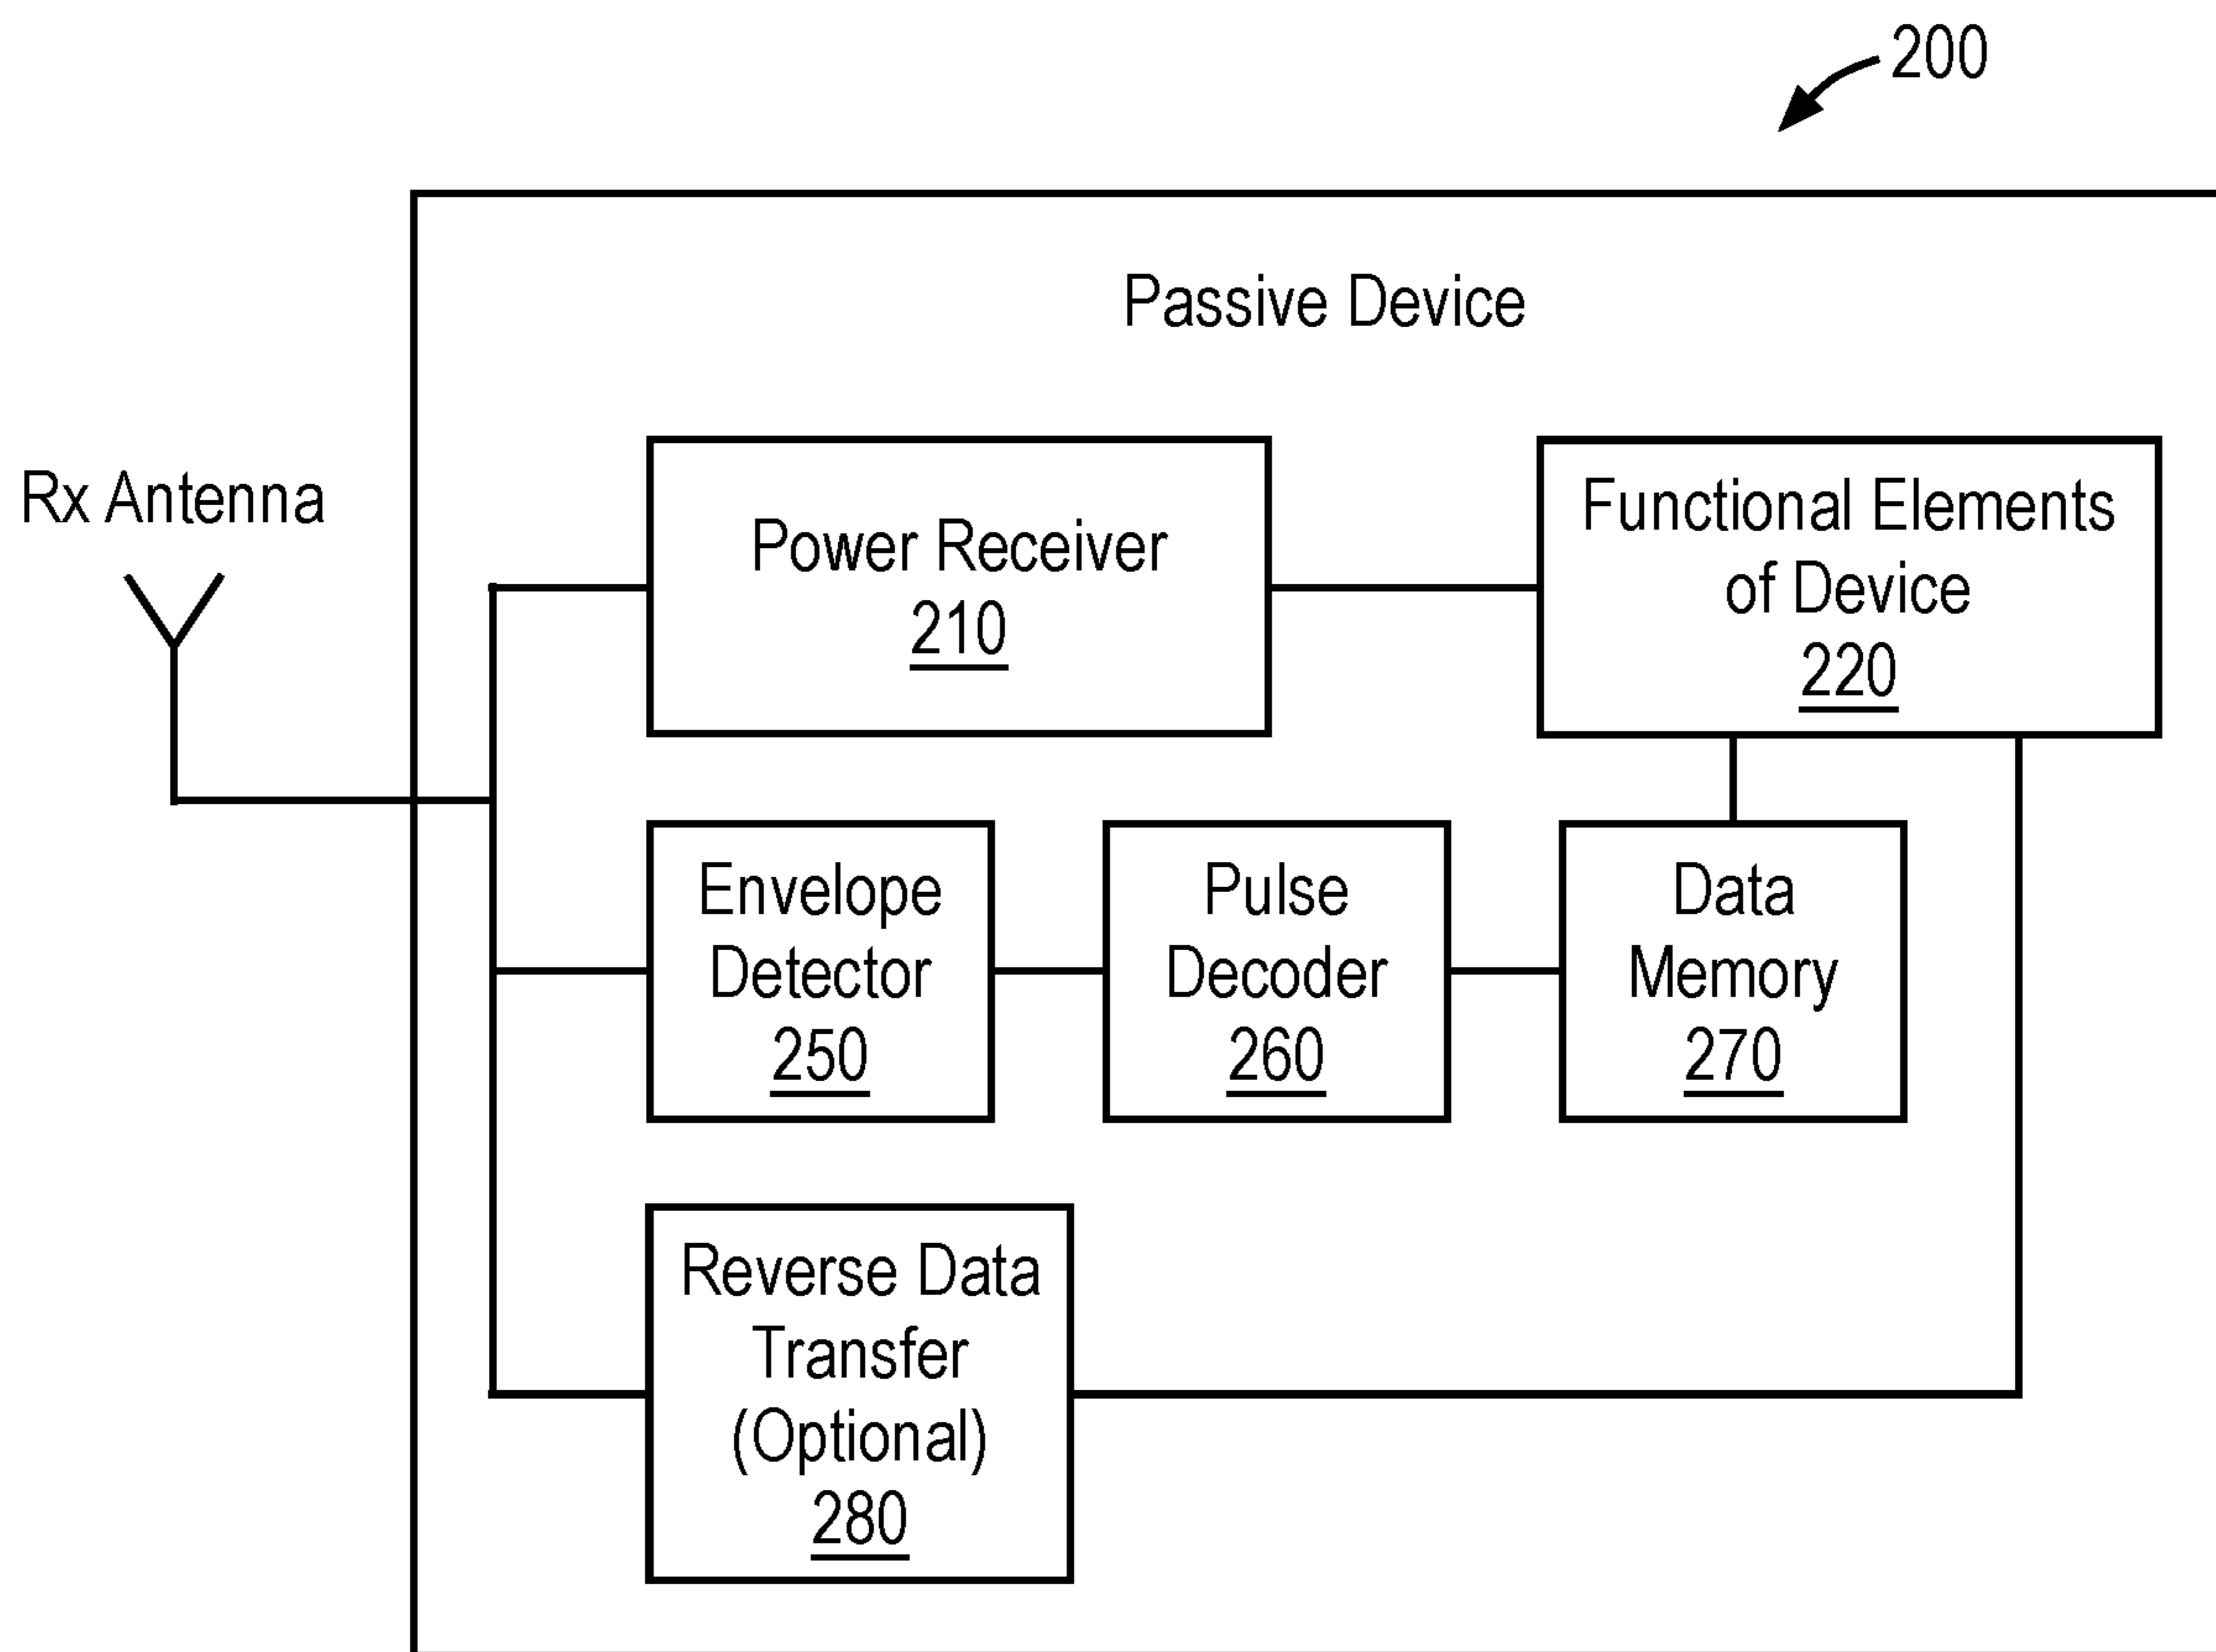 200
Passive Device
Rx Antenna
Power Receiver
210
Functional Elements
of Device
220
Envelope
Detector
250
Pulse
Decoder
260
Data
Memory
270
Reverse Data
Transfer
(Optional)
280